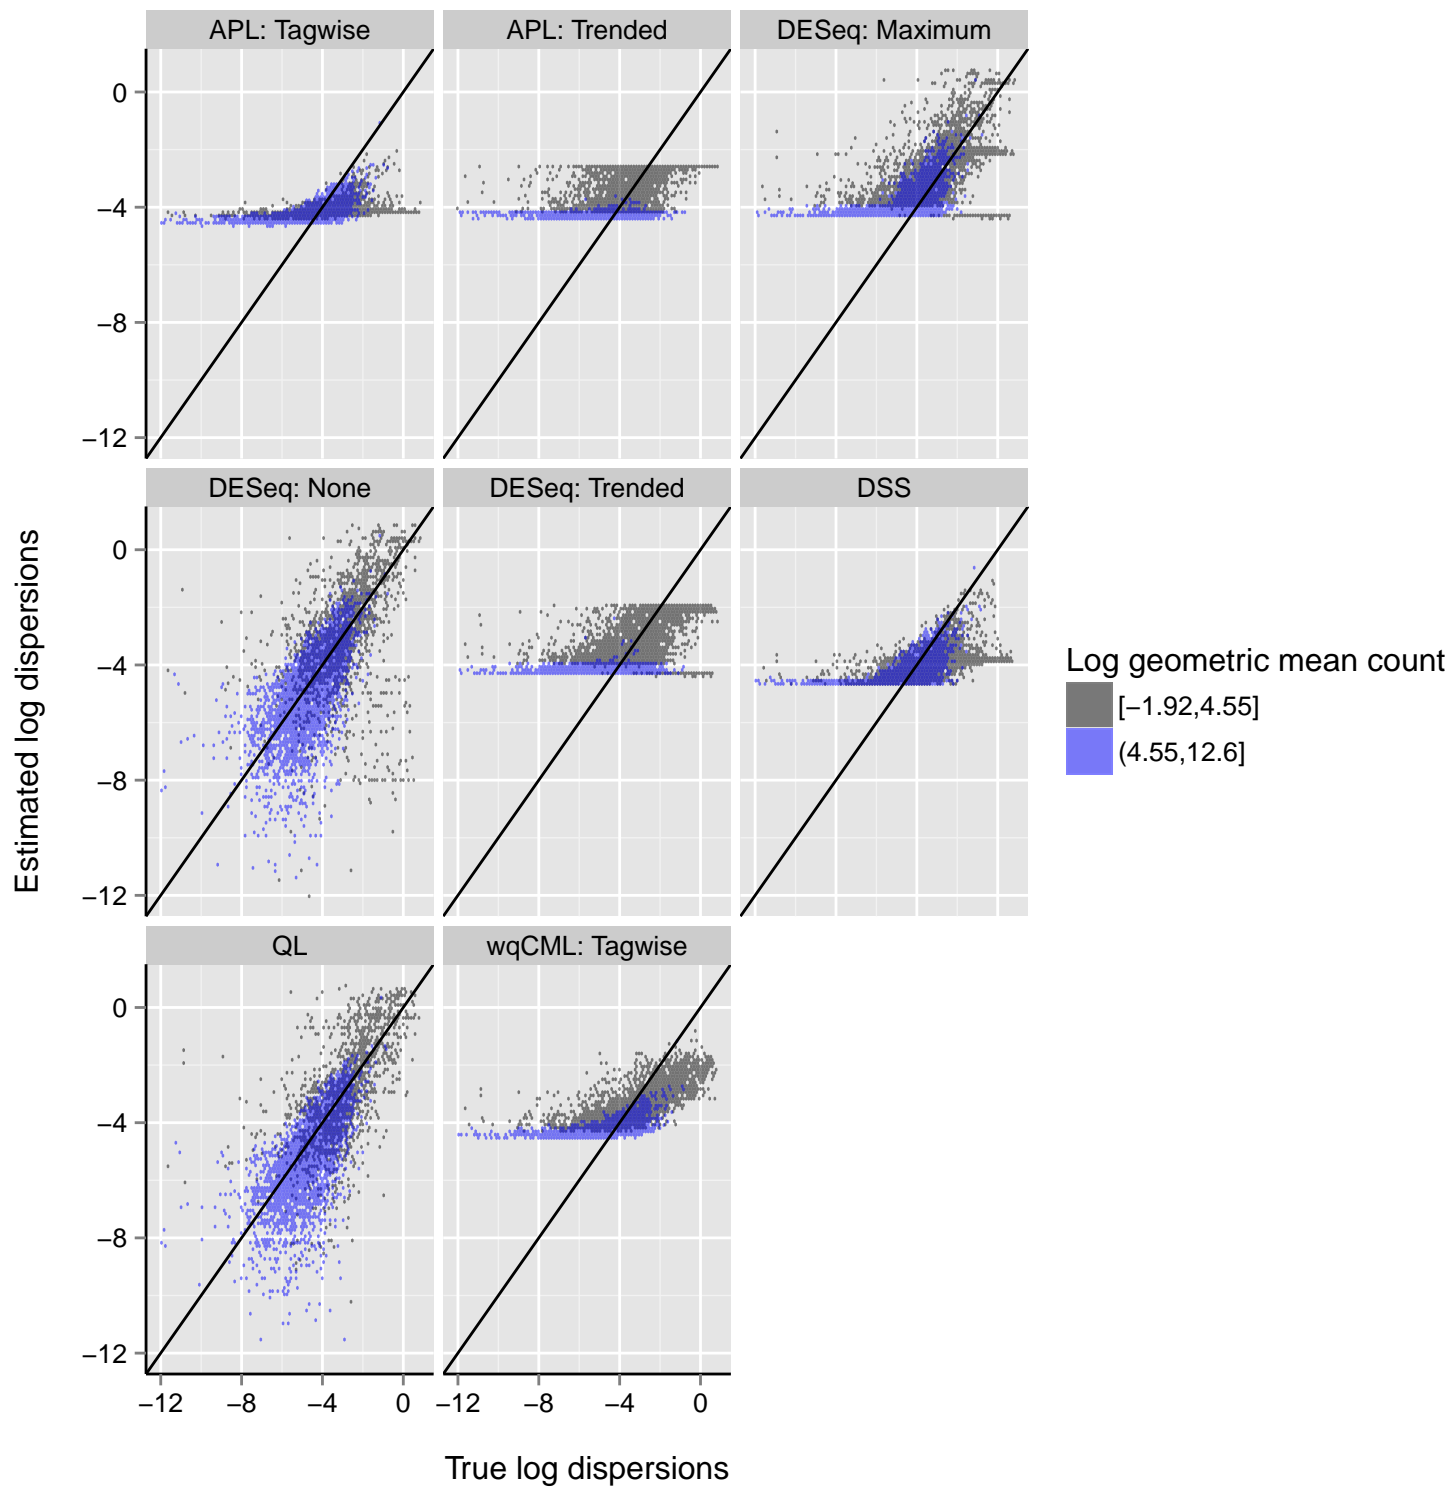 APL: Tagwise
APL: Trended
DESeq: Maximum
0
−4
−8
−12
DESeq: None
DESeq: Trended
DSS
0
−4
−8
−12
Estimated log dispersions
Log geometric mean count
[−1.92,4.55]
(4.55,12.6]
QL
wqCML: Tagwise
0
−4
−8
−12
−12 −8 −4 0 −12 −8 −4 0
True log dispersions